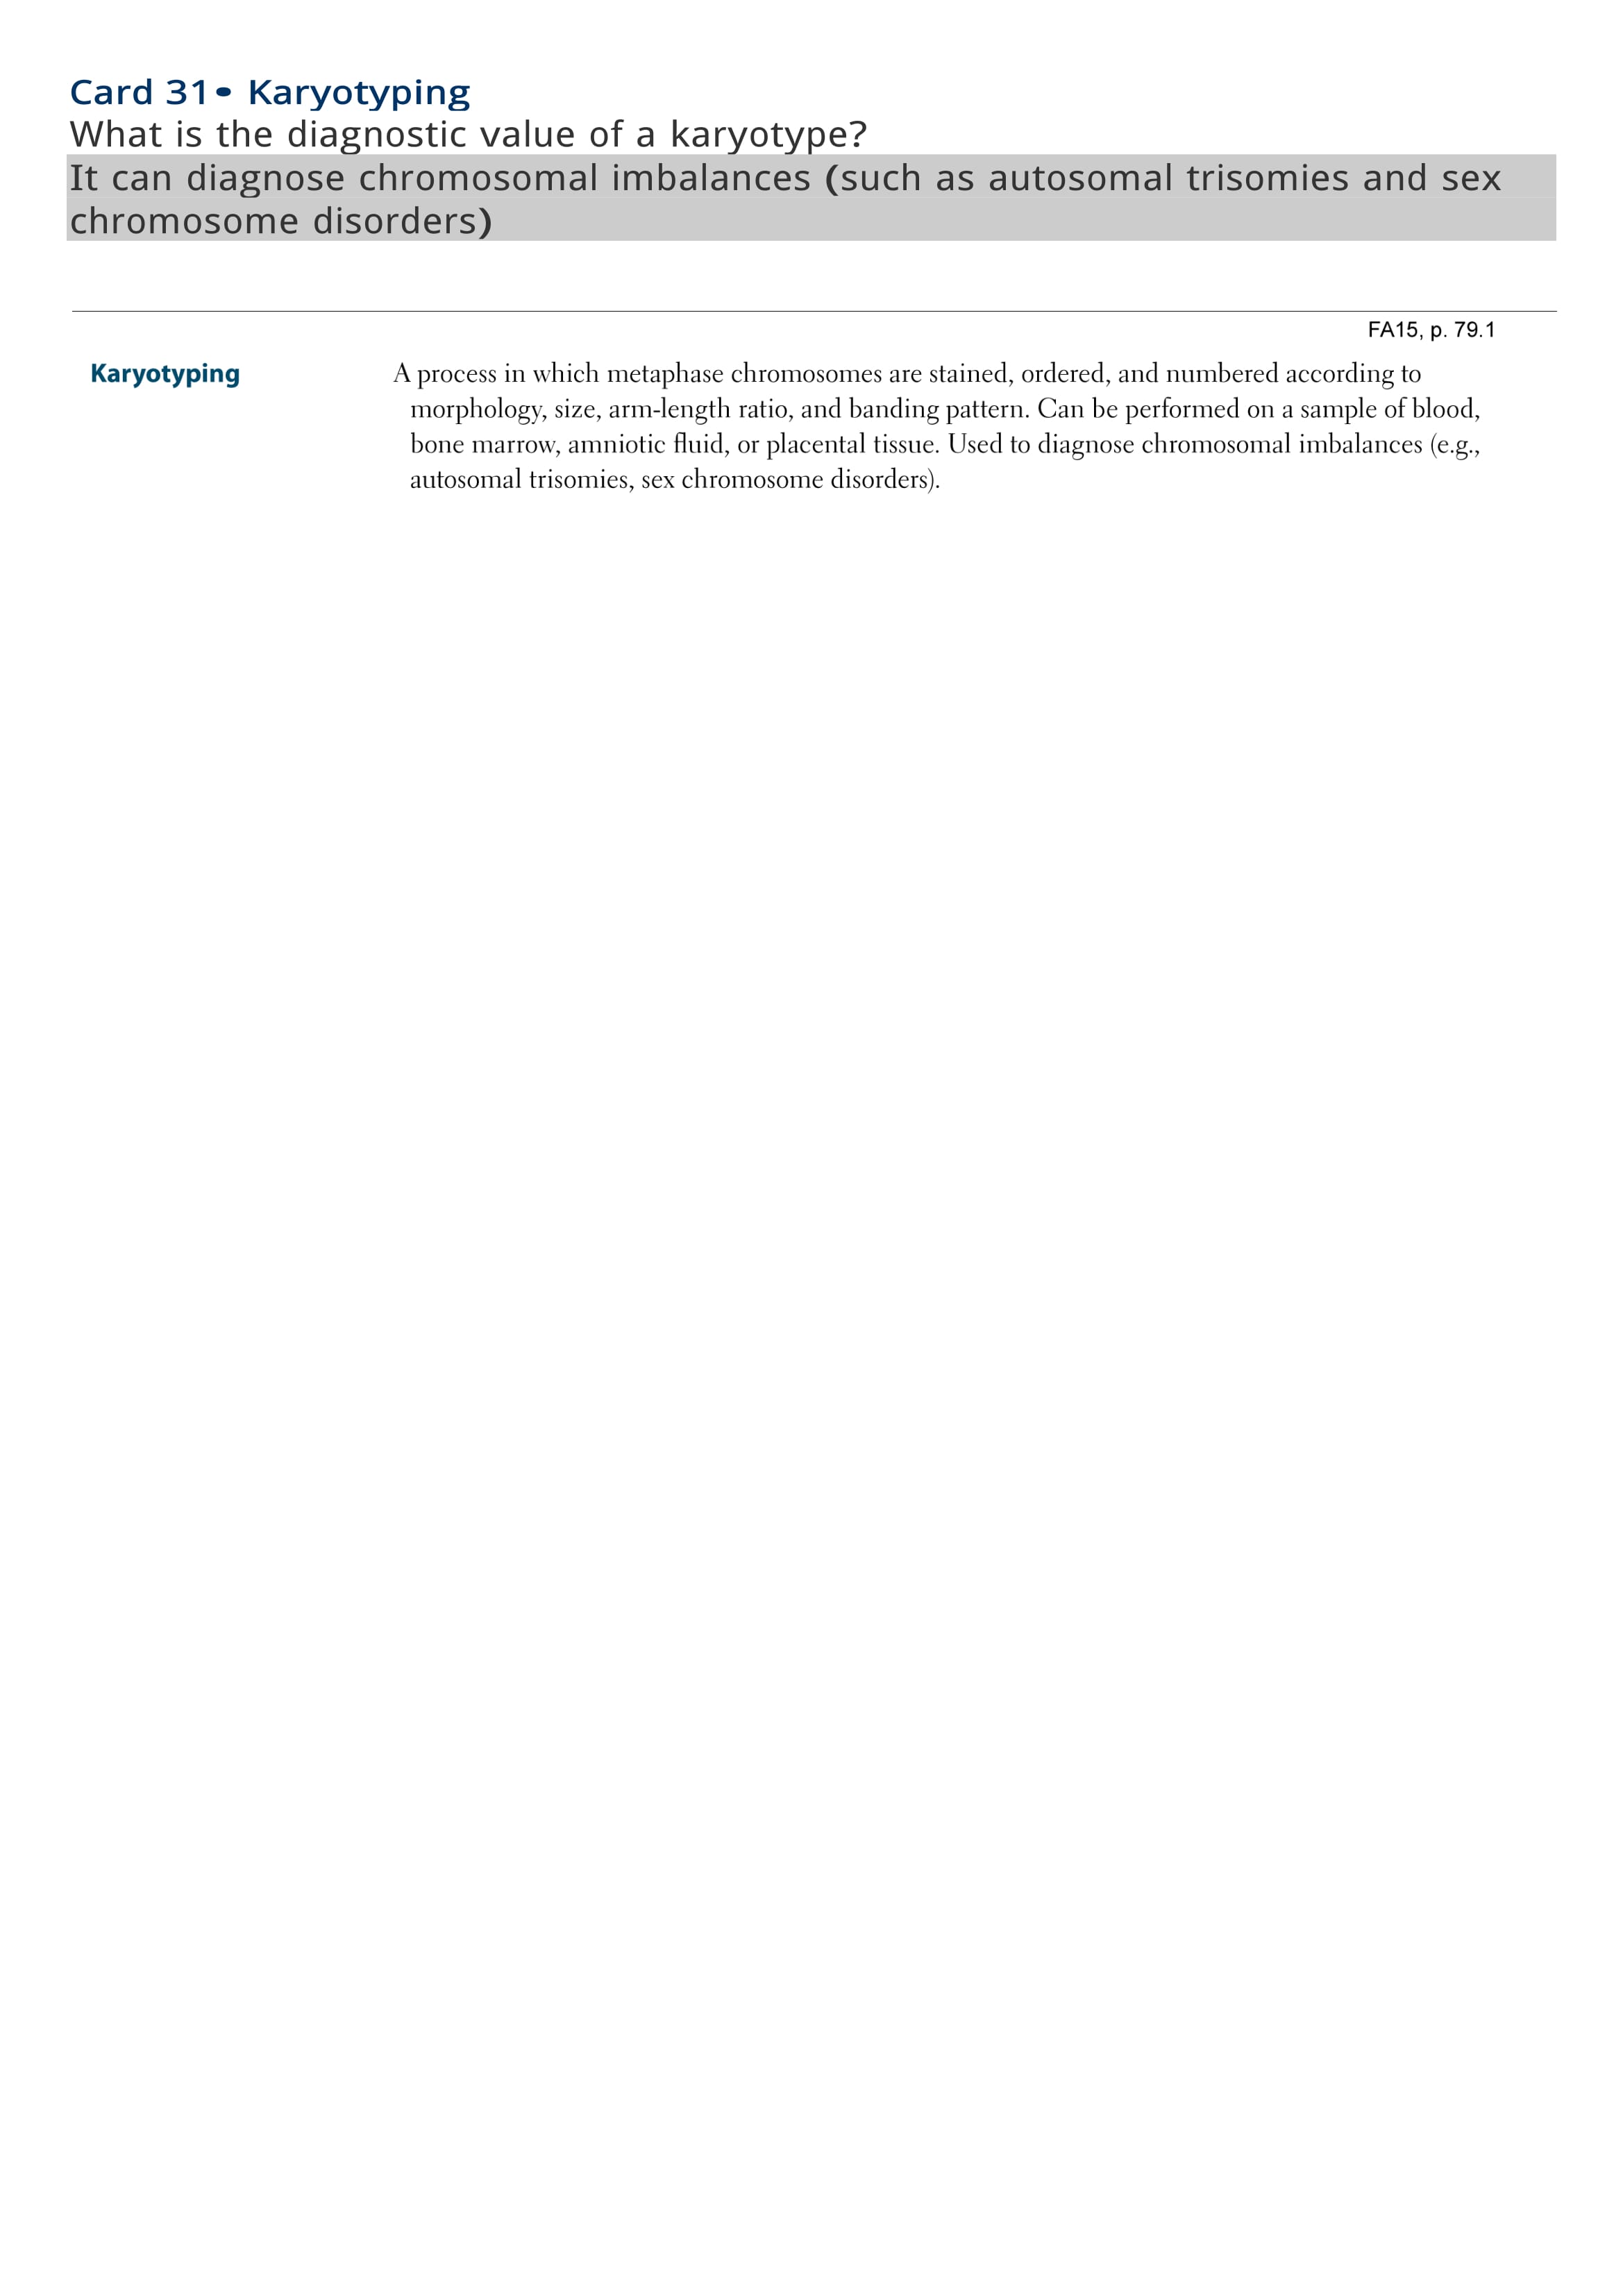 Card 31• Karyotyping
What is the diagnostic value of a karyotype?
It can diagnose chromosomal imbalances (such as autosomal trisomies and sex
chromosome disorders)
FA15, p. 79.1
Karyotyping
A process in which metaphase chromosomes are stained, ordered, and numbered according to
morphology, size, arm-length ratio, and banding pattern. Can be performed on a sample of blood,
bone marrow, amniotic fluid, or placental tissue. Used to diagnose chromosomal imbalances (e.g.,
autosomal trisomies, sex chromosome disorders).